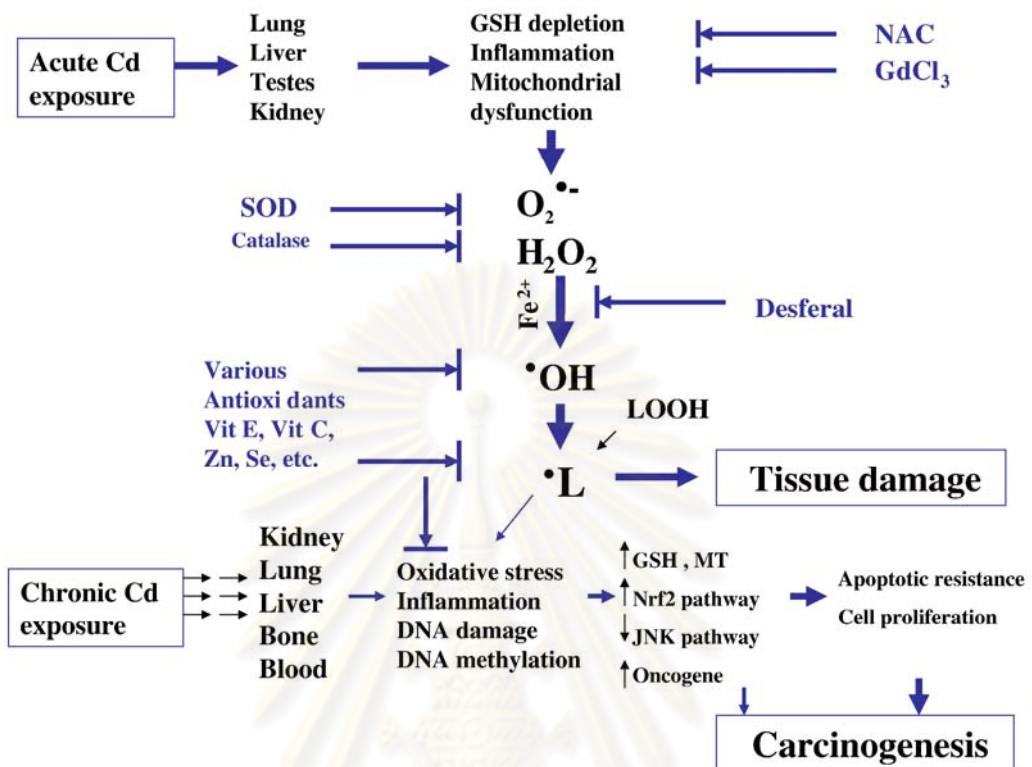 Acute Cd
exposure
Lung
Liver
Testes
Kidney
GSH depletion
Inflammation
Mitochondrial
dysfunction
NAC
GdCl₃
O₂•-
H₂O₂
SOD
Catalase
Fe²⁺
Desferal
•OH
Various
Antioxi dants
Vit E, Vit C,
Zn, Se, etc.
LOOH
•L
Tissue damage
Chronic Cd
exposure
Kidney
Lung
Liver
Bone
Blood
Oxidative stress
Inflammation
DNA damage
DNA methylation
↑GSH , MT
↑Nrf2 pathway
↓JNK pathway
↑Oncogene
Apoptotic resistance
Cell proliferation
Carcinogenesis